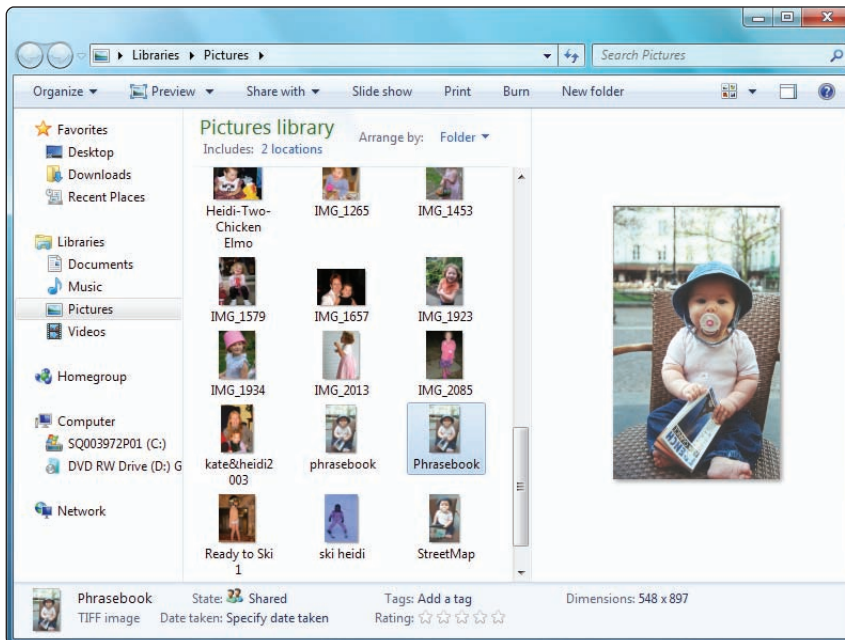 Libraries Pictures
Search Pictures
Organize Preview Share with Slide show Print Burn New folder
Favorites
Desktop
Downloads
Recent Places
Libraries
Documents
Music
Pictures
Videos
Homegroup
Computer
SQ003972P01 (C:)
DVD RW Drive (D:) G
Network
Pictures library
Includes: 2 locations
Arrange by: Folder
Heidi-Two-
Chicken
Elmo
IMG_1265
IMG_1453
IMG_1579
IMG_1657
IMG_1923
IMG_1934
IMG_2013
IMG_2085
kate&heidi2
003
phrasebook
Phrasebook
Ready to Ski
1
ski heidi
StreetMap
Phrasebook
TIFF image
State: Shared
Date taken: Specify date taken
Tags: Add a tag
Rating:
Dimensions: 548 x 897